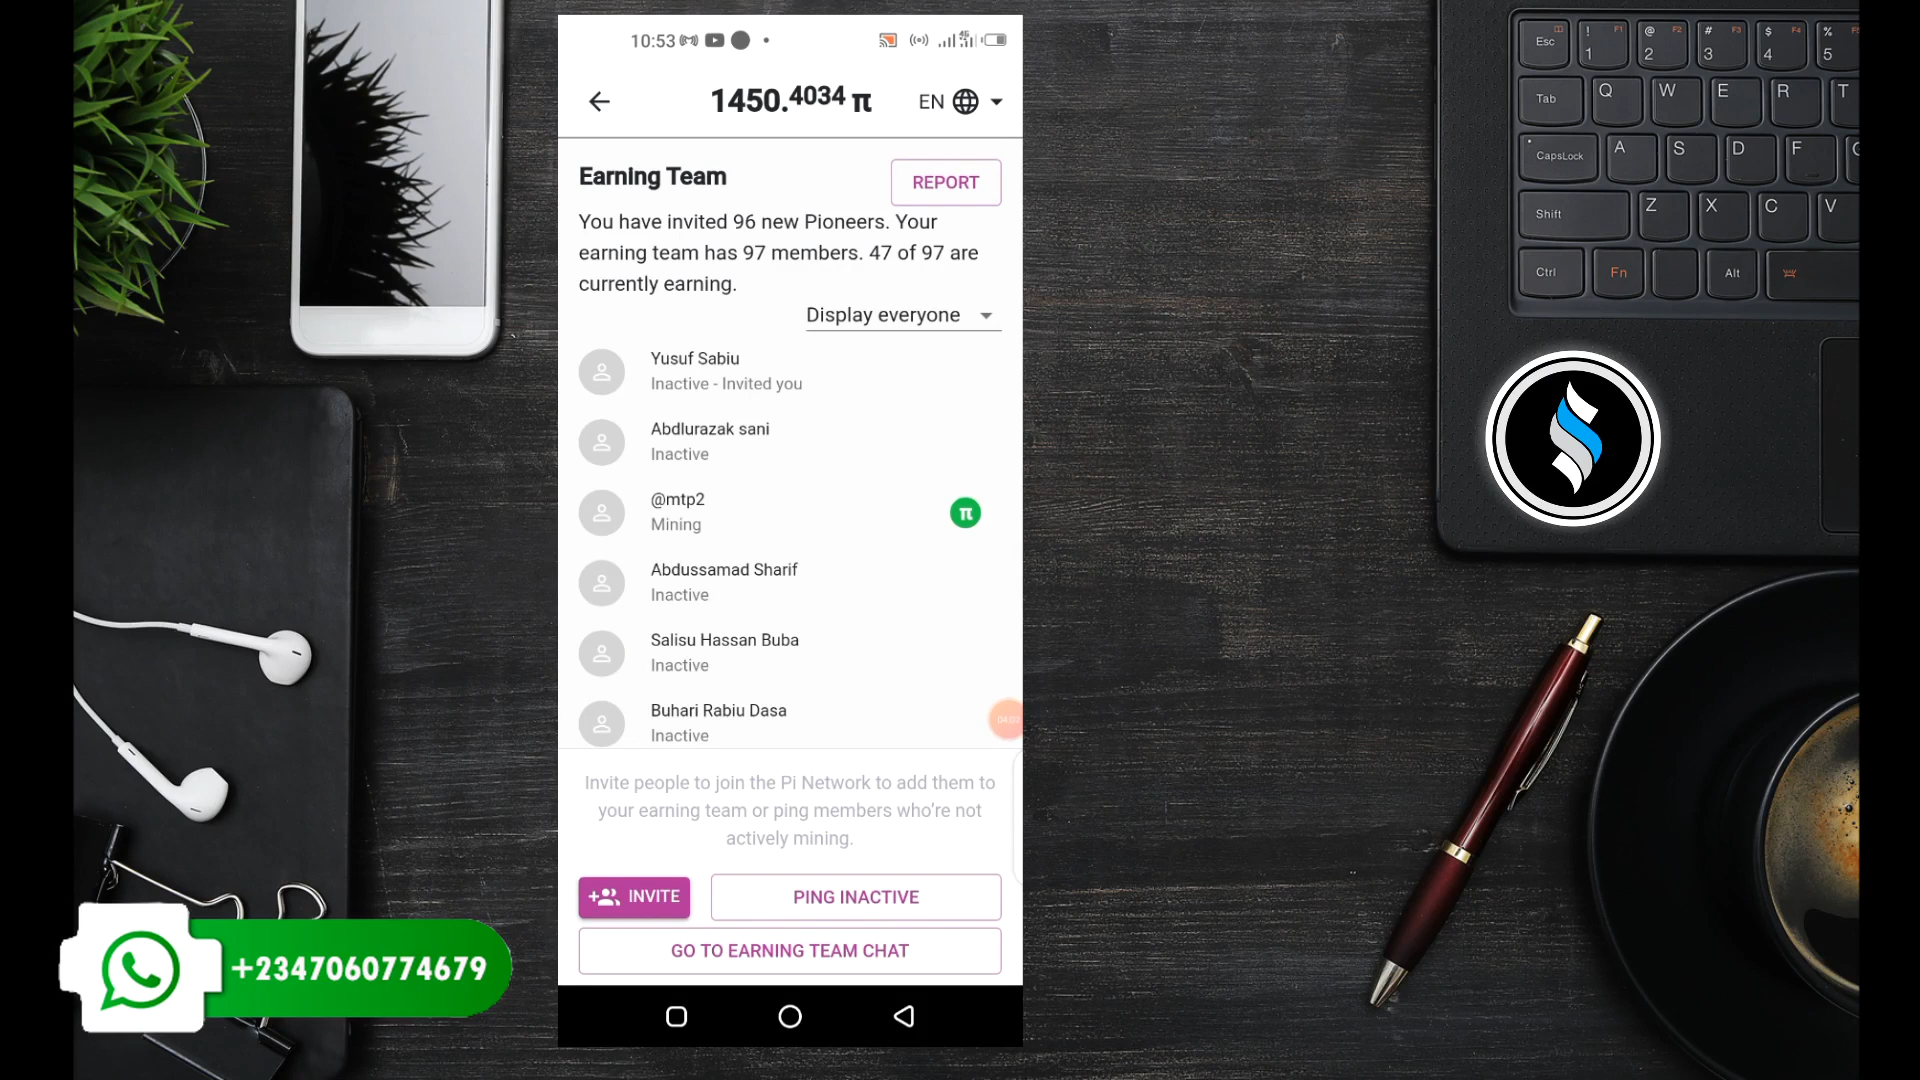 10:53
1450.4034 π
EN
Earning Team
REPORT
You have invited 96 new Pioneers. Your
earning team has 97 members. 47 of 97 are
currently earning.
Display everyone
Yusuf Sabiu
Inactive - Invited you
Abdlurazak sani
Inactive
@mtp2
Mining
π
Abdussamad Sharif
Inactive
Salisu Hassan Buba
Inactive
Buhari Rabiu Dasa
Inactive
Invite people to join the Pi Network to add them to
your earning team or ping members who're not
actively mining.
INVITE
PING INACTIVE
GO TO EARNING TEAM CHAT
+2347060774679
Esc ! 1 F1 @ 2 F2 # 3 F3 $ 4 F4 % 5
Tab Q W E R T
CapsLock A S D F
Shift Z X C V
Ctrl Fn Alt